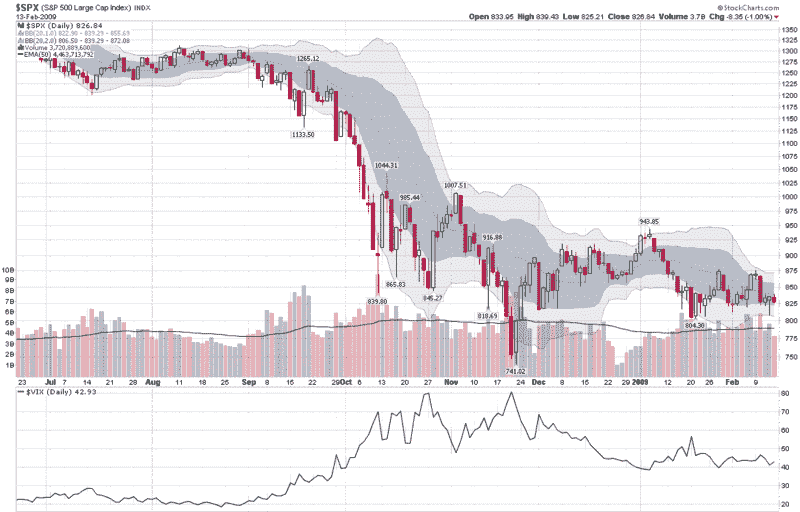 $SPX (S&P 500 Large Cap Index) INDX
© StockCharts.com
13-Feb-2009 Open 833.95 High 839.43 Low 825.21 Close 826.84 Volume 3.7B Chg -8.35 (-1.00%)
$SPX (Daily) 826.84
BB(20,1.0) 822.90 - 839.29 - 855.69
BB(20,2.0) 806.50 - 839.29 - 872.08
Volume 3,720,889,600
EMA(50) 4,463,713,792
1350
1325
1300
1275
1250
1225
1200
1175
1150
1125
1100
1075
1050
1025
1000
975
950
925
900
875
850
825
800
775
750
1265.12
1133.50
1044.31
985.44
1007.51
916.88
943.85
839.80
865.83
845.27
818.69
741.02
804.30
10B
9B
8B
7B
6B
5B
4B
3B
2B
1B
23 Jul 7 14 21 Aug 11 18 25 Sep 8 15 22 29 Oct 13 20 27 Nov 10 17 24 Dec 8 15 22 29 2009 12 20 26 Feb 9
$VIX (Daily) 42.93
80
70
60
50
40
30
20